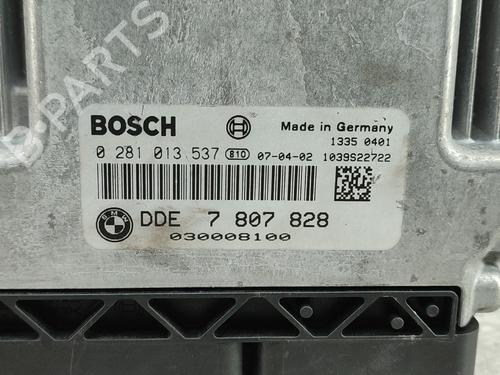 B-PARTS
BOSCH
Made in Germany
1335 0401
0 281 013 537 810 07-04-02 1039S22722
BMW
DDE 7 807 828
030008100